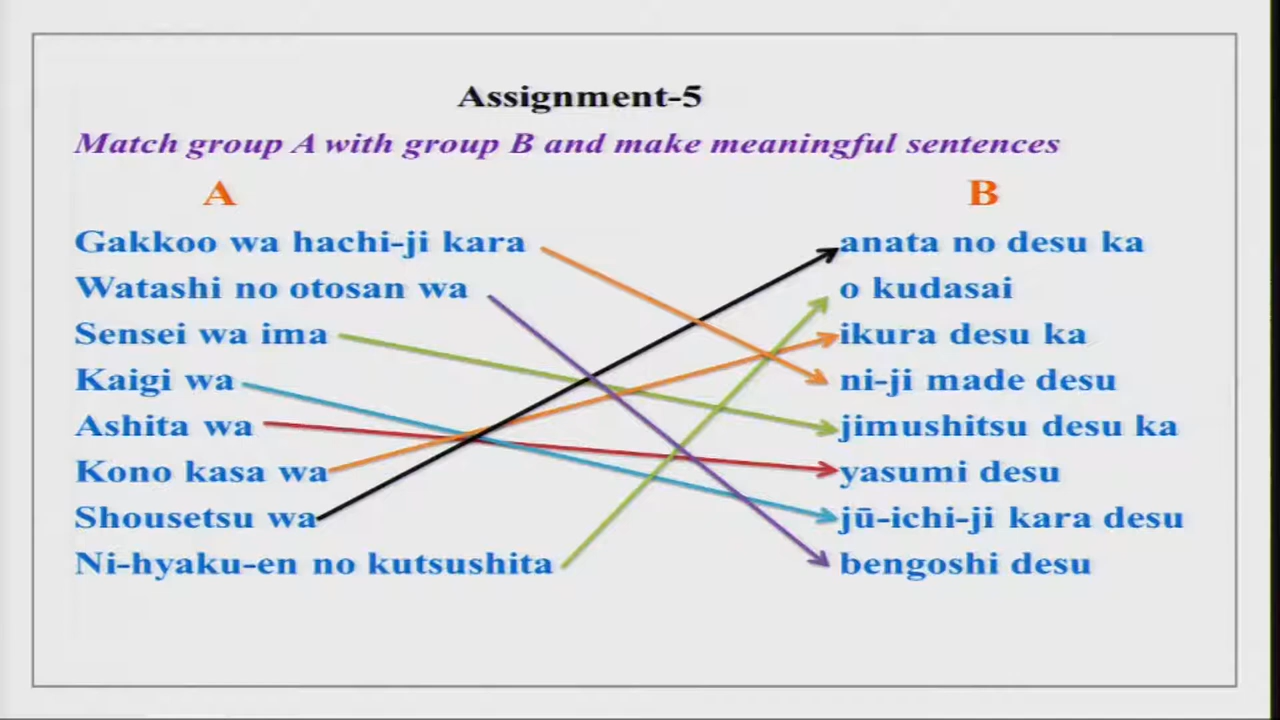 Assignment-5
Match group A with group B and make meaningful sentences
A B
Gakkoo wa hachi-ji kara anata no desu ka
Watashi no otosan wa o kudasai
Sensei wa ima ikura desu ka
Kaigi wa ni-ji made desu
Ashita wa jimushitsu desu ka
Kono kasa wa yasumi desu
Shousetsu wa jū-ichi-ji kara desu
Ni-hyaku-en no kutsushita bengoshi desu